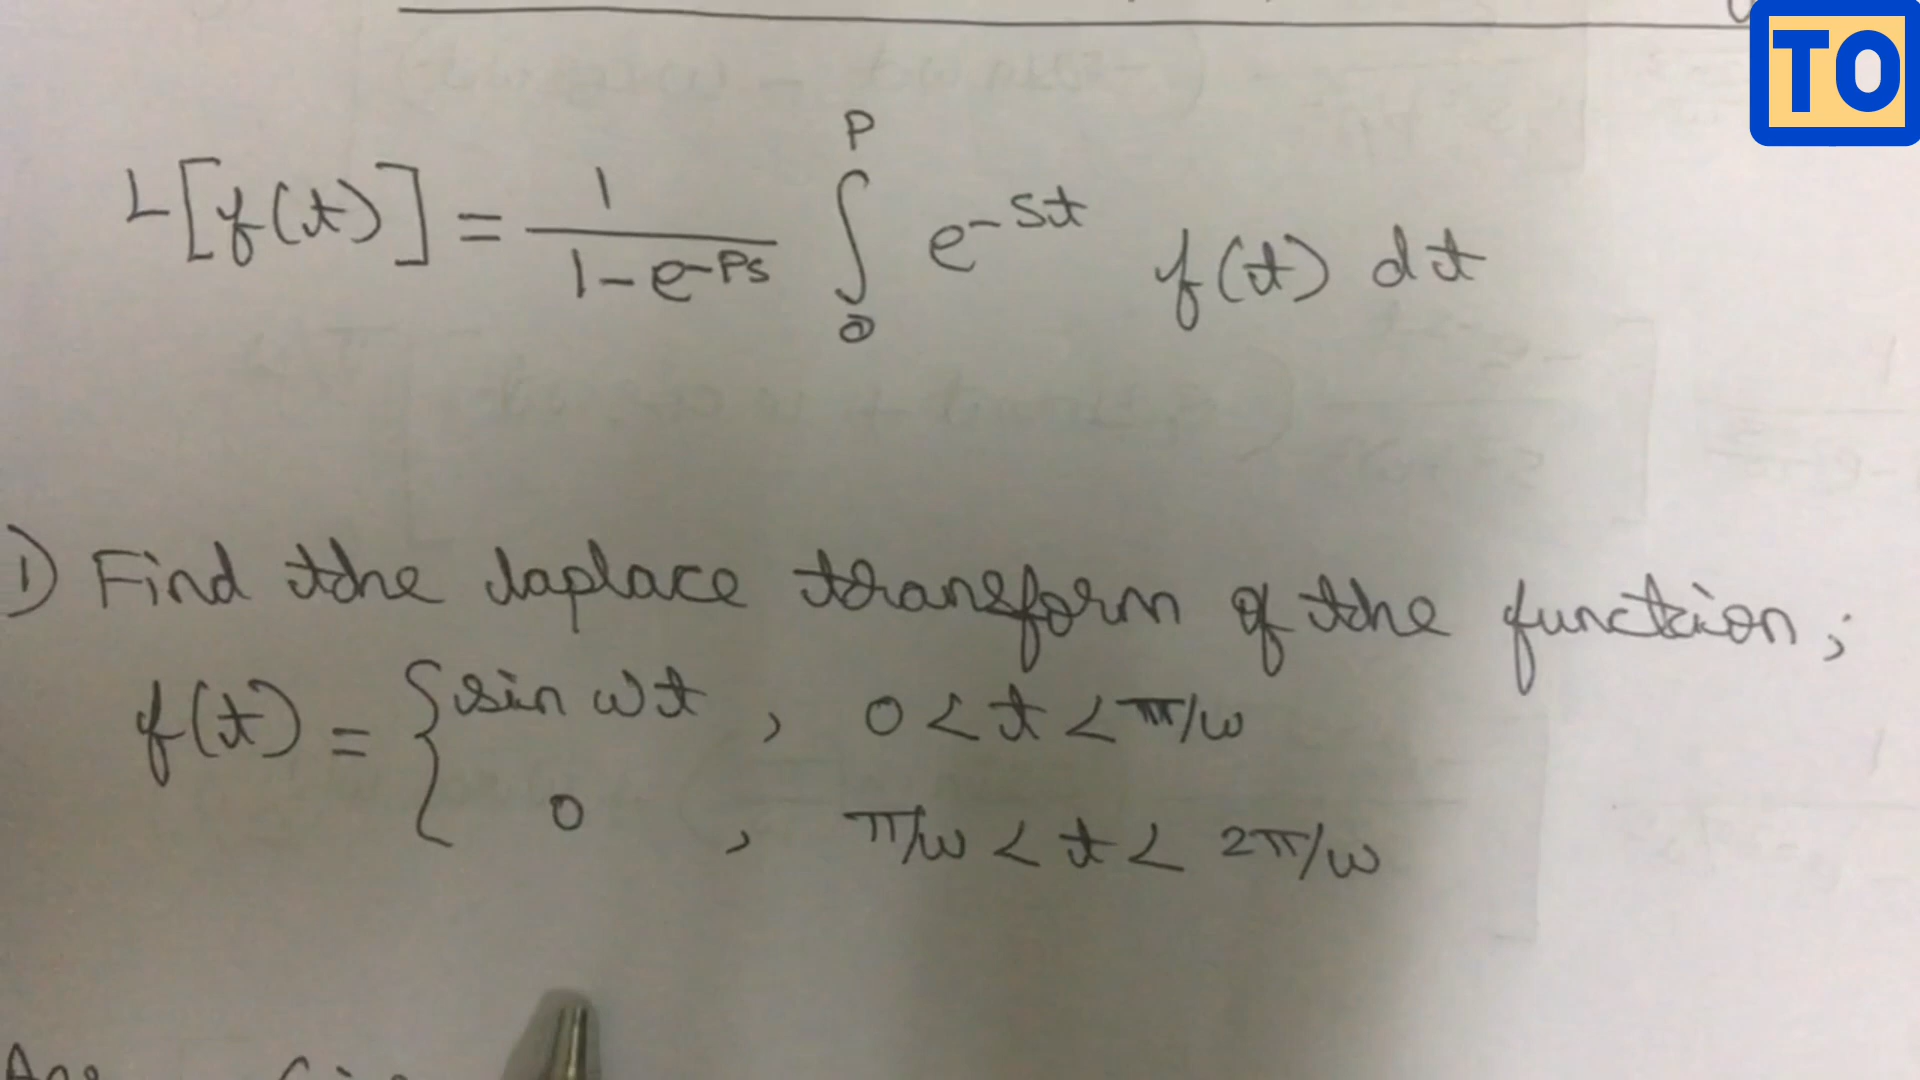 TO
L[f(t)] = 1/(1-e^-Ps) ∫₀^P e^-st f(t) dt
1) Find the laplace transform of the function;
f(t) = { sin ωt , 0 < t < π/ω
0 , π/ω < t < 2π/ω